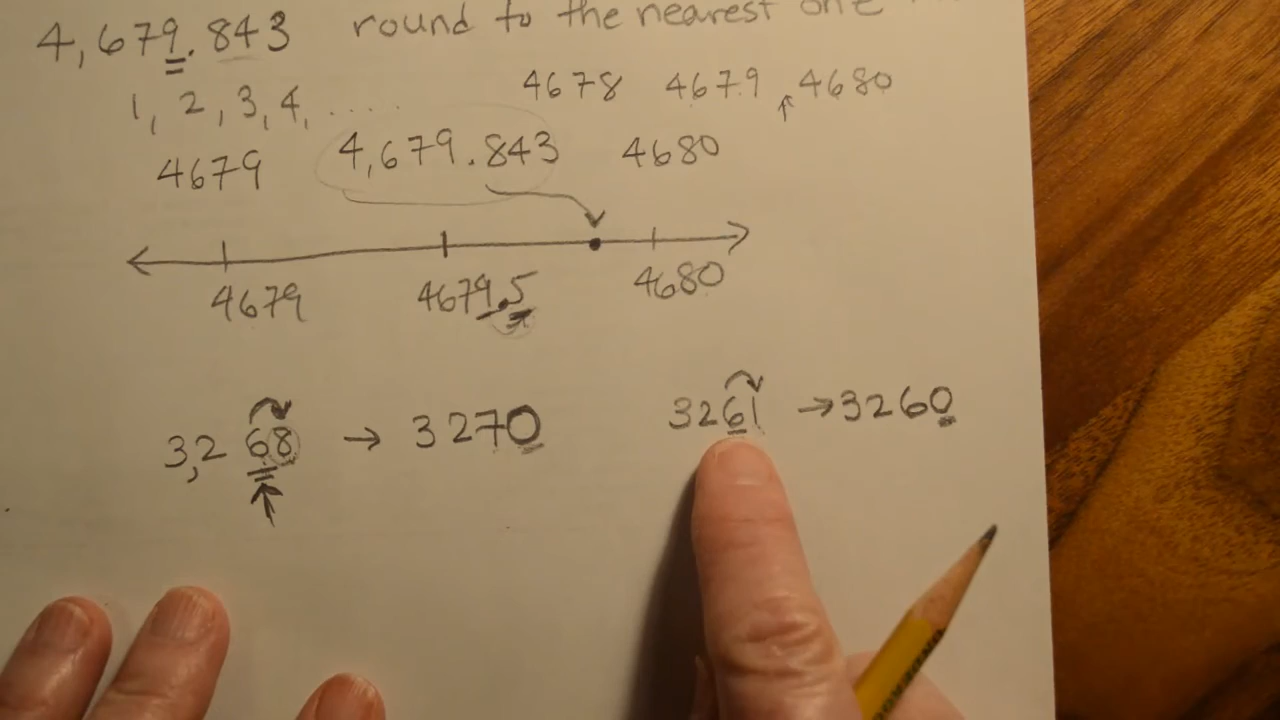 4,679.843 round to the nearest one
1, 2, 3, 4, ..... 4678 4679 4680
4679 4,679.843 4680
4679 4679.5 4680
3,268 → 3270 3261 → 3260